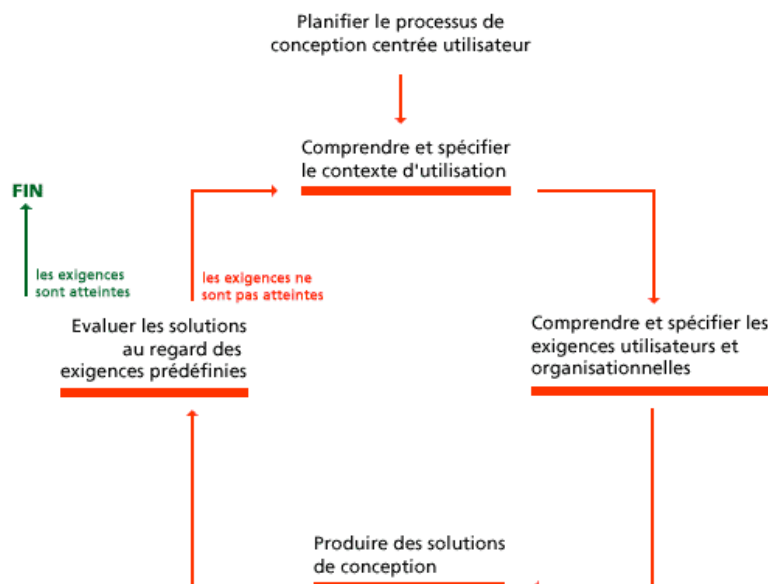 Planifier le processus de
conception centrée utilisateur
Comprendre et spécifier
le contexte d'utilisation
FIN
les exigences
sont atteintes
les exigences ne
sont pas atteintes
Evaluer les solutions
au regard des
exigences prédéfinies
Comprendre et spécifier les
exigences utilisateurs et
organisationnelles
Produire des solutions
de conception